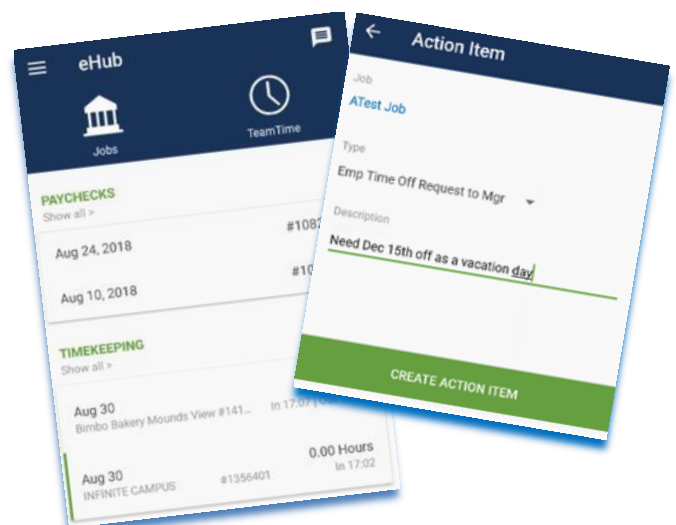 eHub
Jobs
TeamTime
PAYCHECKS
Show all >
Aug 24, 2018
Aug 10, 2018
TIMEKEEPING
Show all >
Aug 30
Bimbo Bakery Mounds View #141... In 17:07
Aug 30 0.00 Hours
INFINITE CAMPUS #1356401 In 17:02
Action Item
Job
ATest Job
Type
Emp Time Off Request to Mgr
Description
Need Dec 15th off as a vacation day
CREATE ACTION ITEM